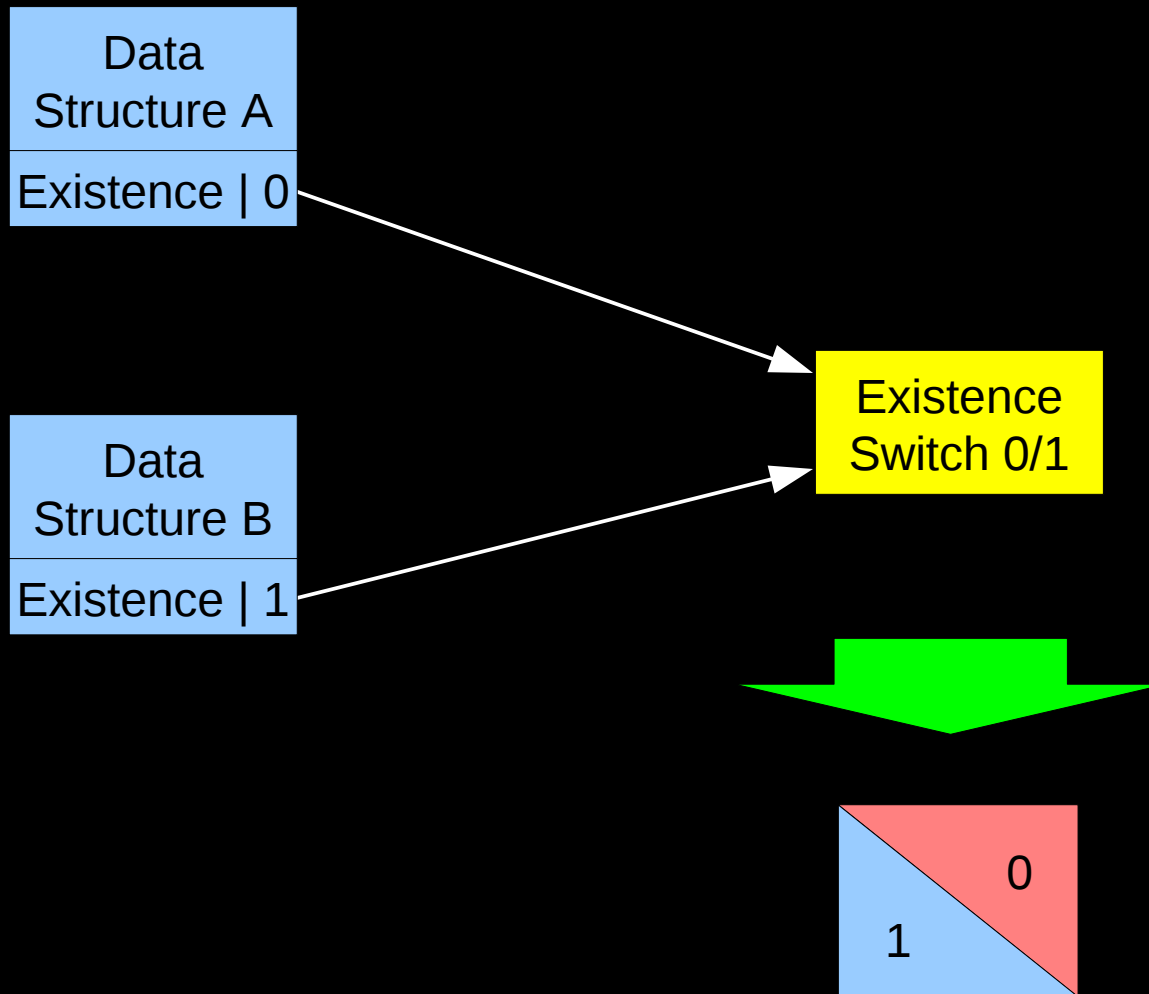 Data
Structure A
Existence | 0
Existence
Switch 0/1
Data
Structure B
Existence | 1
0
1